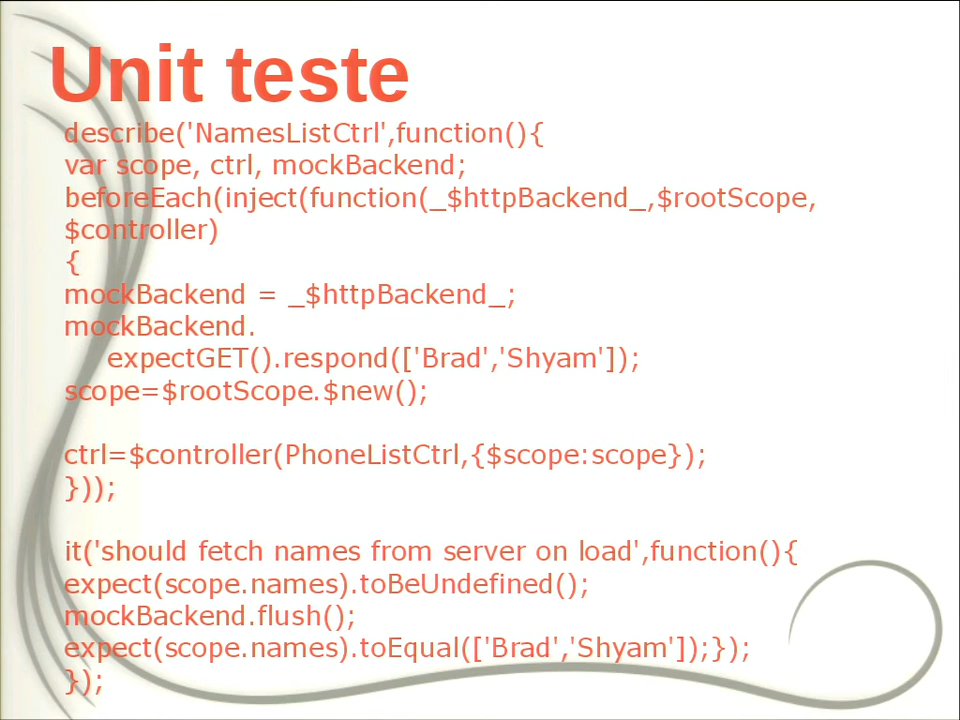 Unit teste
describe('NamesListCtrl',function(){
var scope, ctrl, mockBackend;
beforeEach(inject(function(_$httpBackend_,$rootScope,
$controller)
{
mockBackend = _$httpBackend_;
mockBackend.
expectGET().respond(['Brad','Shyam']);
scope=$rootScope.$new();
ctrl=$controller(PhoneListCtrl,{$scope:scope});
}));
it('should fetch names from server on load',function(){
expect(scope.names).toBeUndefined();
mockBackend.flush();
expect(scope.names).toEqual(['Brad','Shyam']);});
});